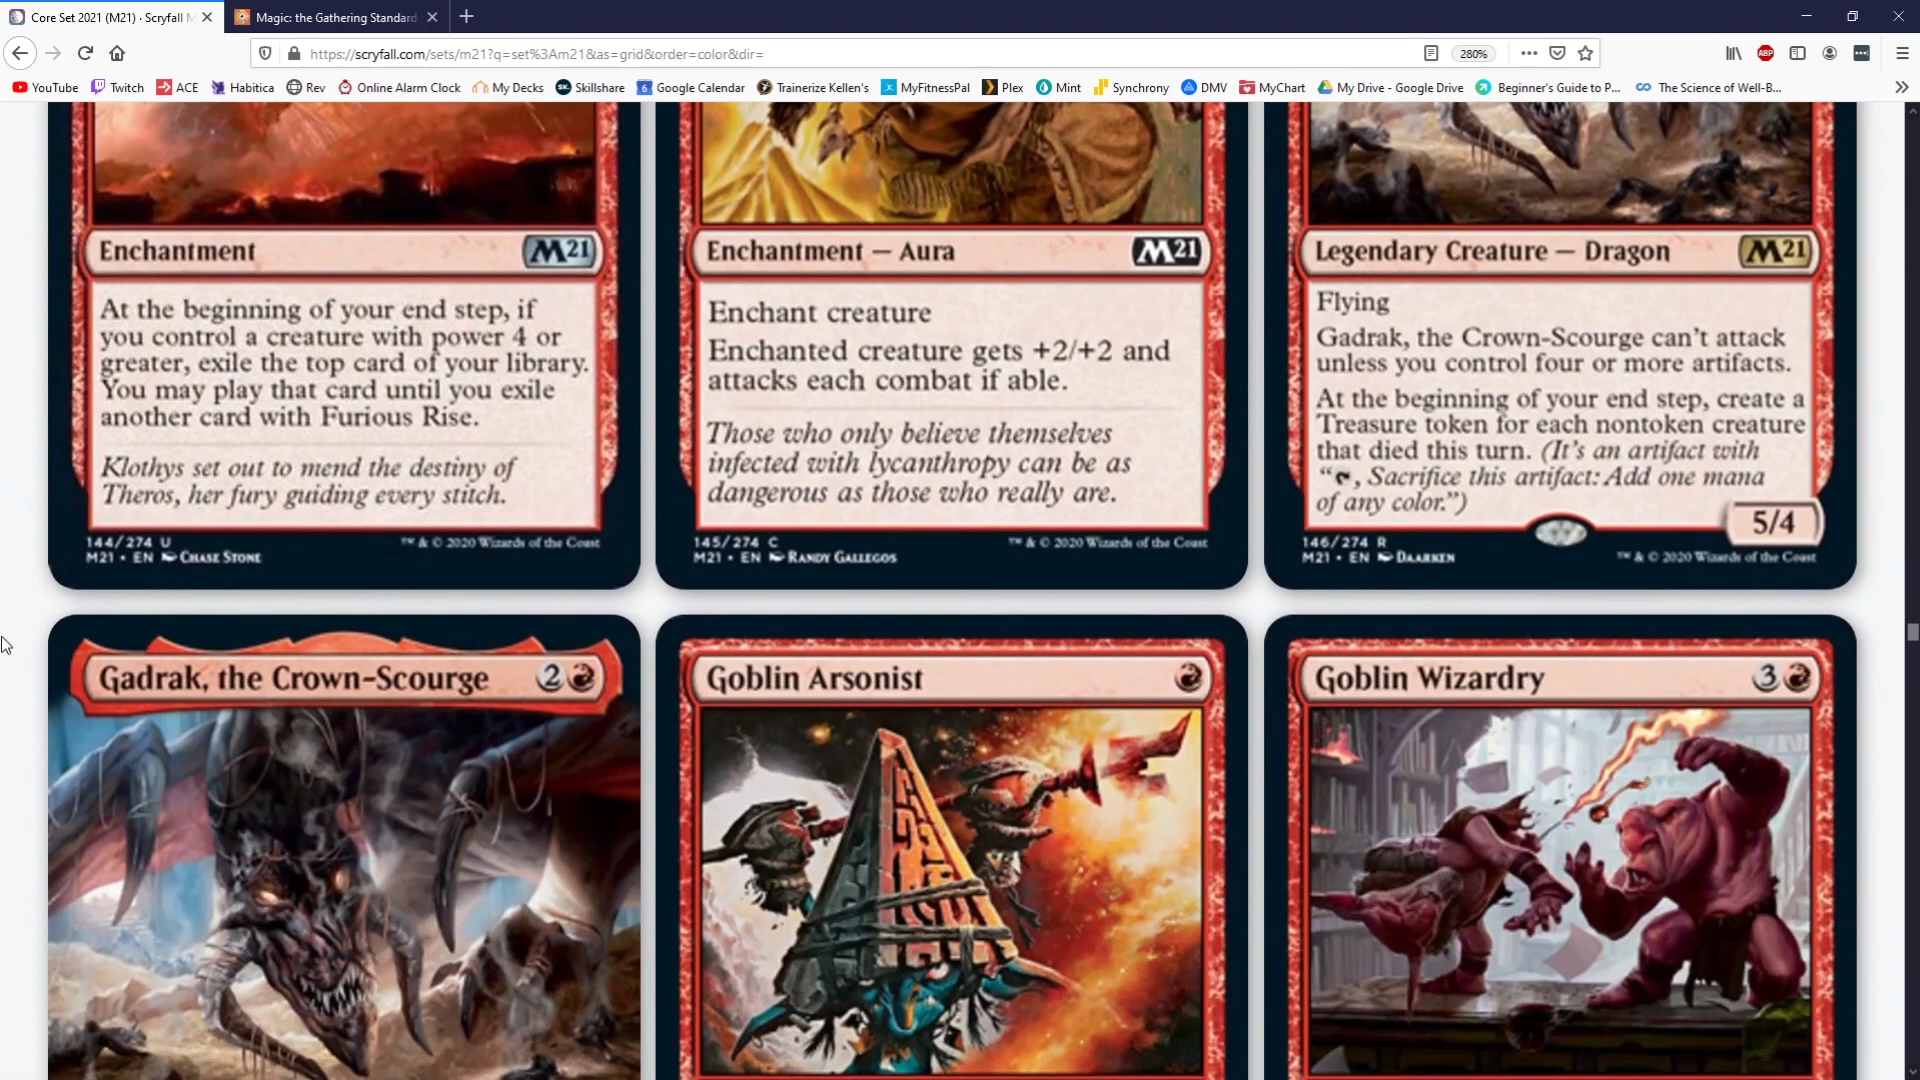 Core Set 2021 (M21) · Scryfall M
Magic: the Gathering Standard
https://scryfall.com/sets/m21?q=set%3Am21&as=grid&order=color&dir=
280%
ABP
YouTube
Twitch
ACE
Habitica
Rev
Online Alarm Clock
My Decks
Skillshare
Google Calendar
Trainerize Kellen's
MyFitnessPal
Plex
Mint
Synchrony
DMV
MyChart
My Drive - Google Drive
Beginner's Guide to P...
The Science of Well-B...
Enchantment
M21
At the beginning of your end step, if
you control a creature with power 4 or
greater, exile the top card of your library.
You may play that card until you exile
another card with Furious Rise.
Klothys set out to mend the destiny of
Theros, her fury guiding every stitch.
144/274 U
M21 • EN Chase Stone
™ & © 2020 Wizards of the Coast
Enchantment — Aura
M21
Enchant creature
Enchanted creature gets +2/+2 and
attacks each combat if able.
Those who only believe themselves
infected with lycanthropy can be as
dangerous as those who really are.
145/274 C
M21 • EN Randy Gallegos
™ & © 2020 Wizards of the Coast
Legendary Creature — Dragon
M21
Flying
Gadrak, the Crown-Scourge can't attack
unless you control four or more artifacts.
At the beginning of your end step, create a
Treasure token for each nontoken creature
that died this turn. (It's an artifact with
“, Sacrifice this artifact: Add one mana
of any color.”)
5/4
146/274 R
M21 • EN Daarken
™ & © 2020 Wizards of the Coast
Gadrak, the Crown-Scourge 2
Goblin Arsonist
Goblin Wizardry 3